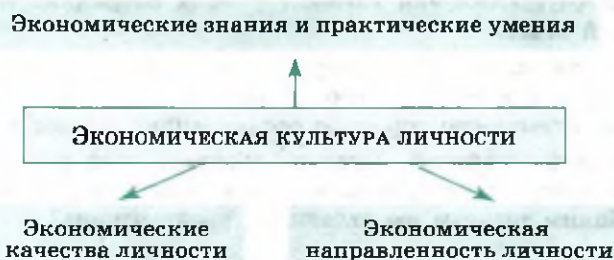 Экономические знания и практические умения
Экономическая культура личности
Экономические
качества личности
Экономическая
направленность личности